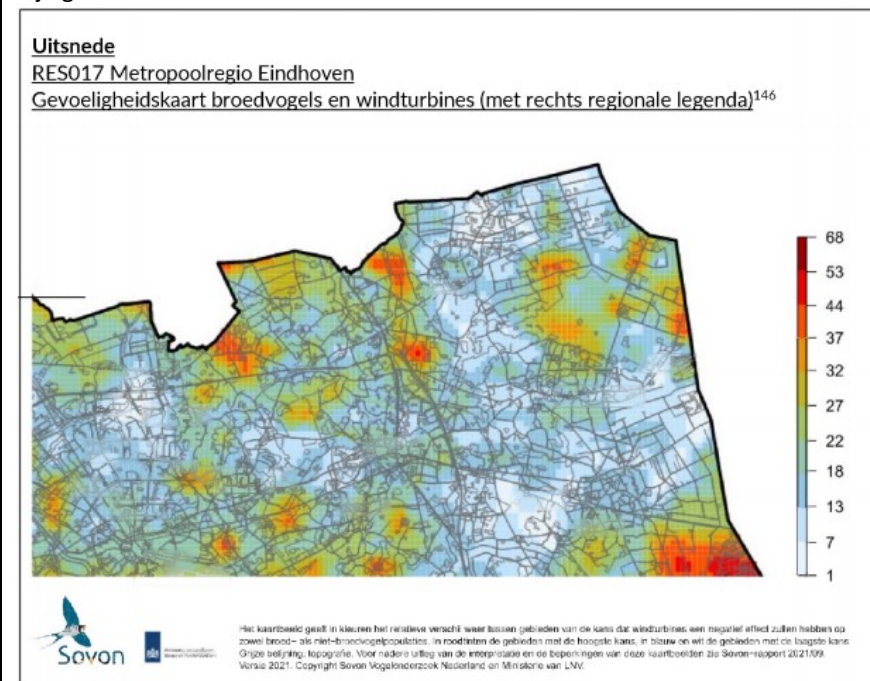 Uitsnede
RES017 Metropoolregio Eindhoven
Gevoeligheidskaart broedvogels en windturbines (met rechts regionale legenda)146
68
53
44
37
32
27
22
18
13
7
1
Sovon
Het kaartbeeld geeft in kleuren het relatieve verschil weer tussen gebieden van de kans dat windturbines een negatief effect zullen hebben op
zowel broed- als niet-broedvogelpopulaties. In roodtinten de gebieden met de hoogste kans, in blauw en wit de gebieden met de laagste kans.
Grijze belijning: topografie. Voor nadere uitleg van de interpretatie en de beperkingen van deze kaartbeelden zie Sovon-rapport 2021/09.
Versie 2021. Copyright Sovon Vogelonderzoek Nederland en Ministerie van LNV.